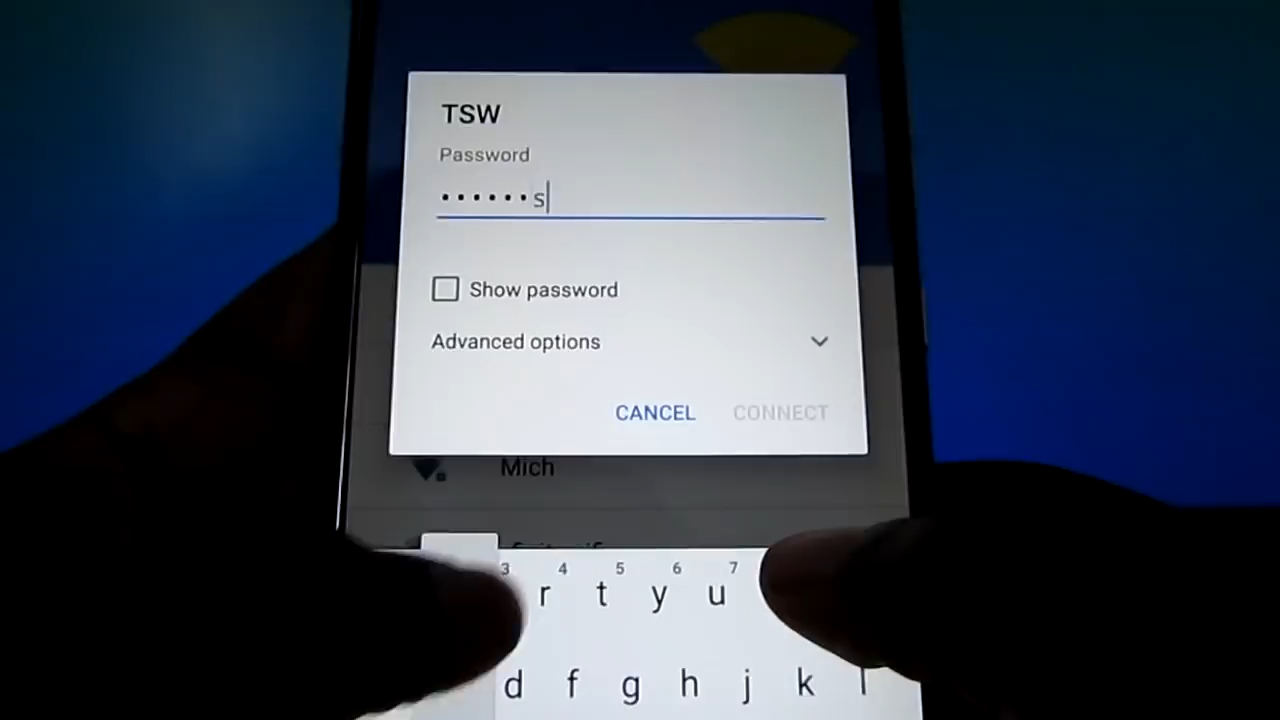 TSW
Password
••••••s
Show password
Advanced options
CANCEL CONNECT
Mich
3 4 5 6 7
r t y u
d f g h j k l